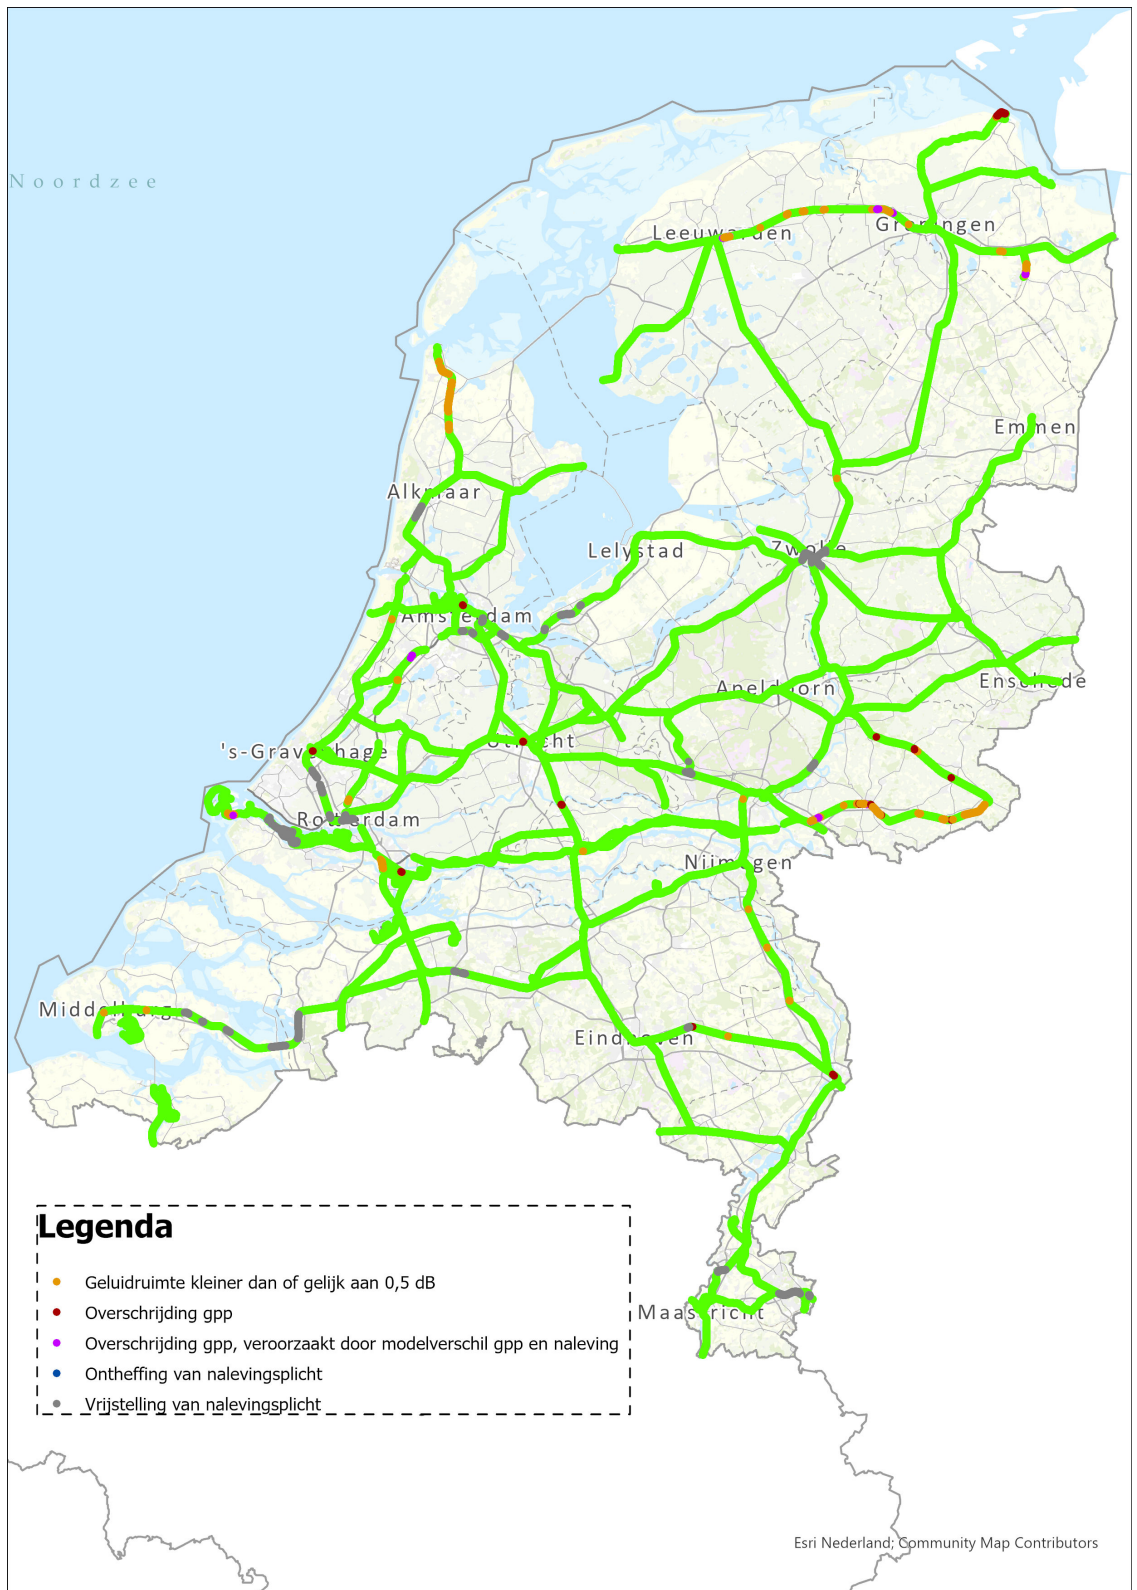 Noordzee
Leeuwarden
Groningen
Emmen
Alkmaar
Lelystad
Zwolle
Amsterdam
Apeldoorn
Enschede
's-Gravenhage
Utrecht
Rotterdam
Nijmegen
Middelburg
Eindhoven
Maastricht
Legenda
Geluidruimte kleiner dan of gelijk aan 0,5 dB
Overschrijding gpp
Overschrijding gpp, veroorzaakt door modelverschil gpp en naleving
Ontheffing van nalevingsplicht
Vrijstelling van nalevingsplicht
Esri Nederland; Community Map Contributors